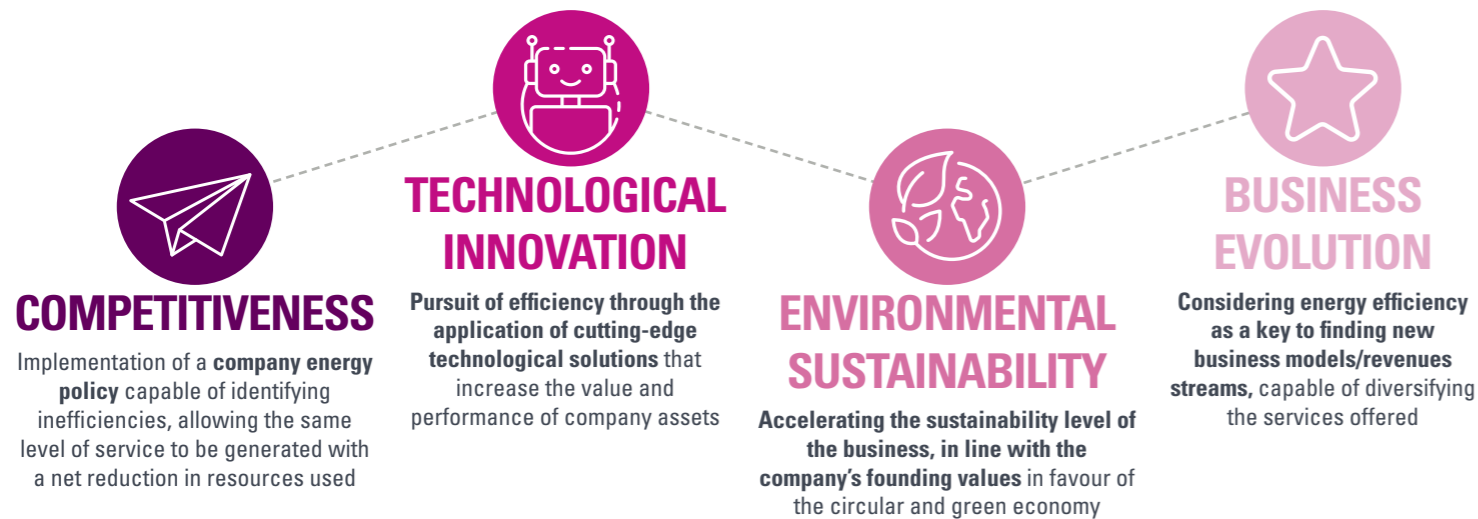 COMPETITIVENESS
Implementation of a company energy
policy capable of identifying
inefficiencies, allowing the same
level of service to be generated with
a net reduction in resources used
TECHNOLOGICAL
INNOVATION
Pursuit of efficiency through the
application of cutting-edge
technological solutions that
increase the value and
performance of company assets
ENVIRONMENTAL
SUSTAINABILITY
Accelerating the sustainability level of
the business, in line with the
company's founding values in favour of
the circular and green economy
BUSINESS
EVOLUTION
Considering energy efficiency
as a key to finding new
business models/revenues
streams, capable of diversifying
the services offered